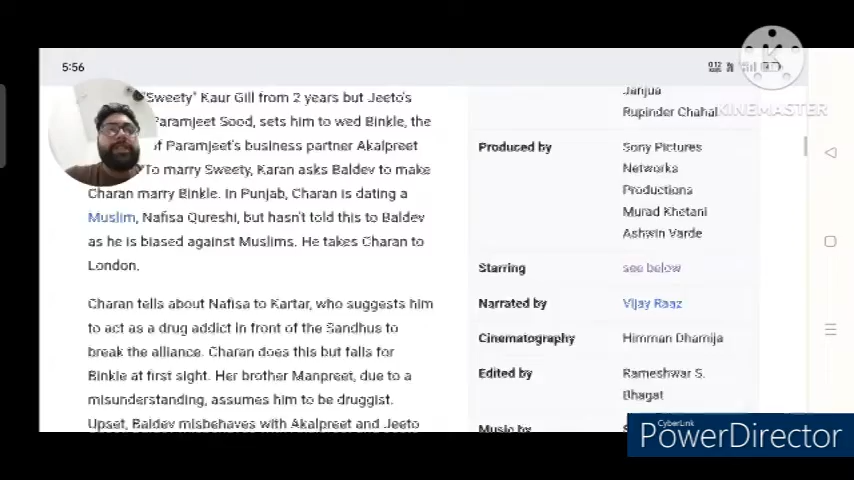 5:56
KINEMASTER
"Sweety" Kaur Gill from 2 years but Jeeto's
Paramjeet Sood, sets him to wed Binkle, the
of Paramjeet's business partner Akalpreet
To marry Sweety, Karan asks Baldev to make
Charan marry Binkle. In Punjab, Charan is dating a
Muslim, Nafisa Qureshi, but hasn't told this to Baldev
as he is biased against Muslims. He takes Charan to
London.
Charan tells about Nafisa to Kartar, who suggests him
to act as a drug addict in front of the Sandhus to
break the alliance. Charan does this but falls for
Binkle at first sight. Her brother Manpreet, due to a
misunderstanding, assumes him to be druggist.
Upset, Baldev misbehaves with Akalpreet and Jeeto
Janjua
Rupinder Chahal
Produced by
Sony Pictures
Networks
Productions
Murad Khetani
Ashwin Varde
Starring
see below
Narrated by
Vijay Raaz
Cinematography
Himman Dhamija
Edited by
Rameshwar S.
Bhagat
Music by
CyberLink
PowerDirector